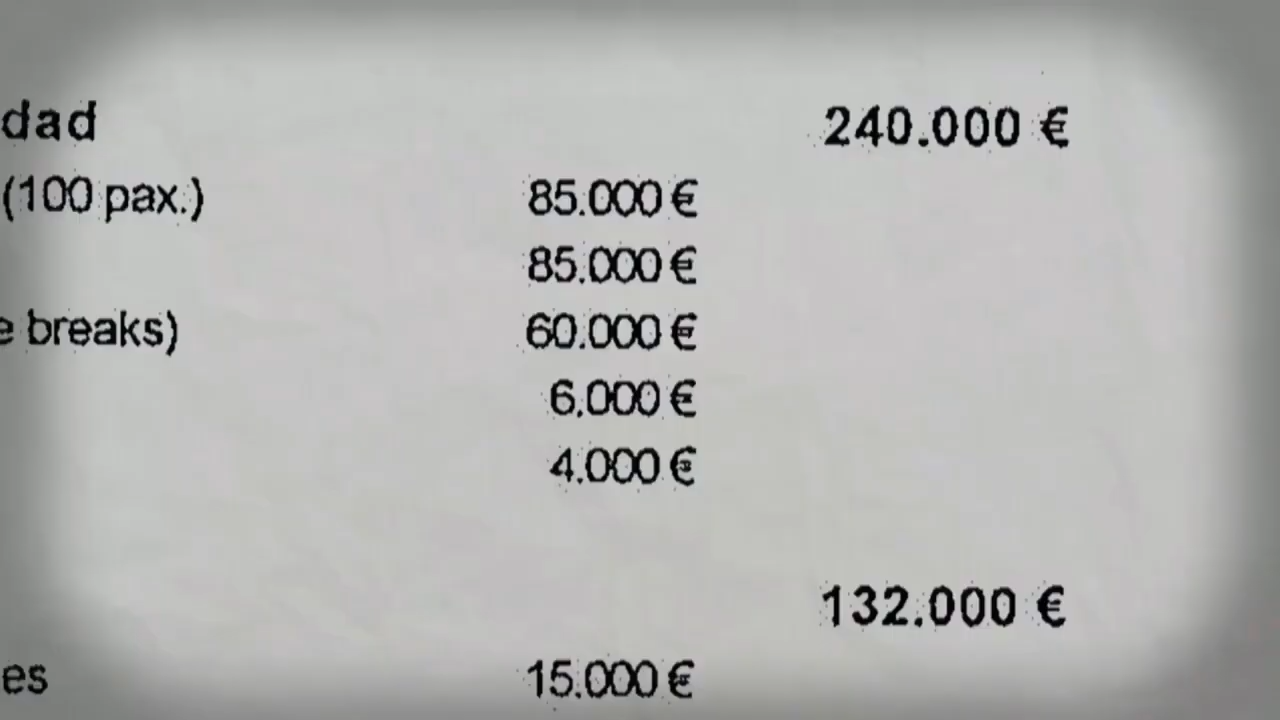 dad 240.000 €
(100 pax.) 85.000 €
85.000 €
e breaks) 60.000 €
6.000 €
4.000 €
132.000 €
es 15.000 €